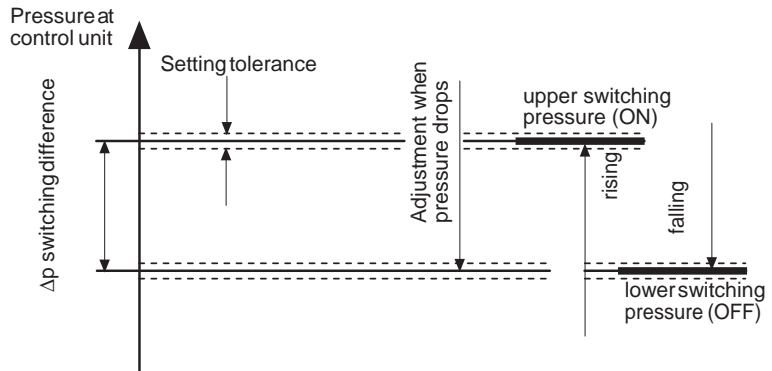 Pressure at
control unit
Setting tolerance
Δp switching difference
Adjustment when
pressure drops
upper switching
pressure (ON)
rising
falling
lower switching
pressure (OFF)